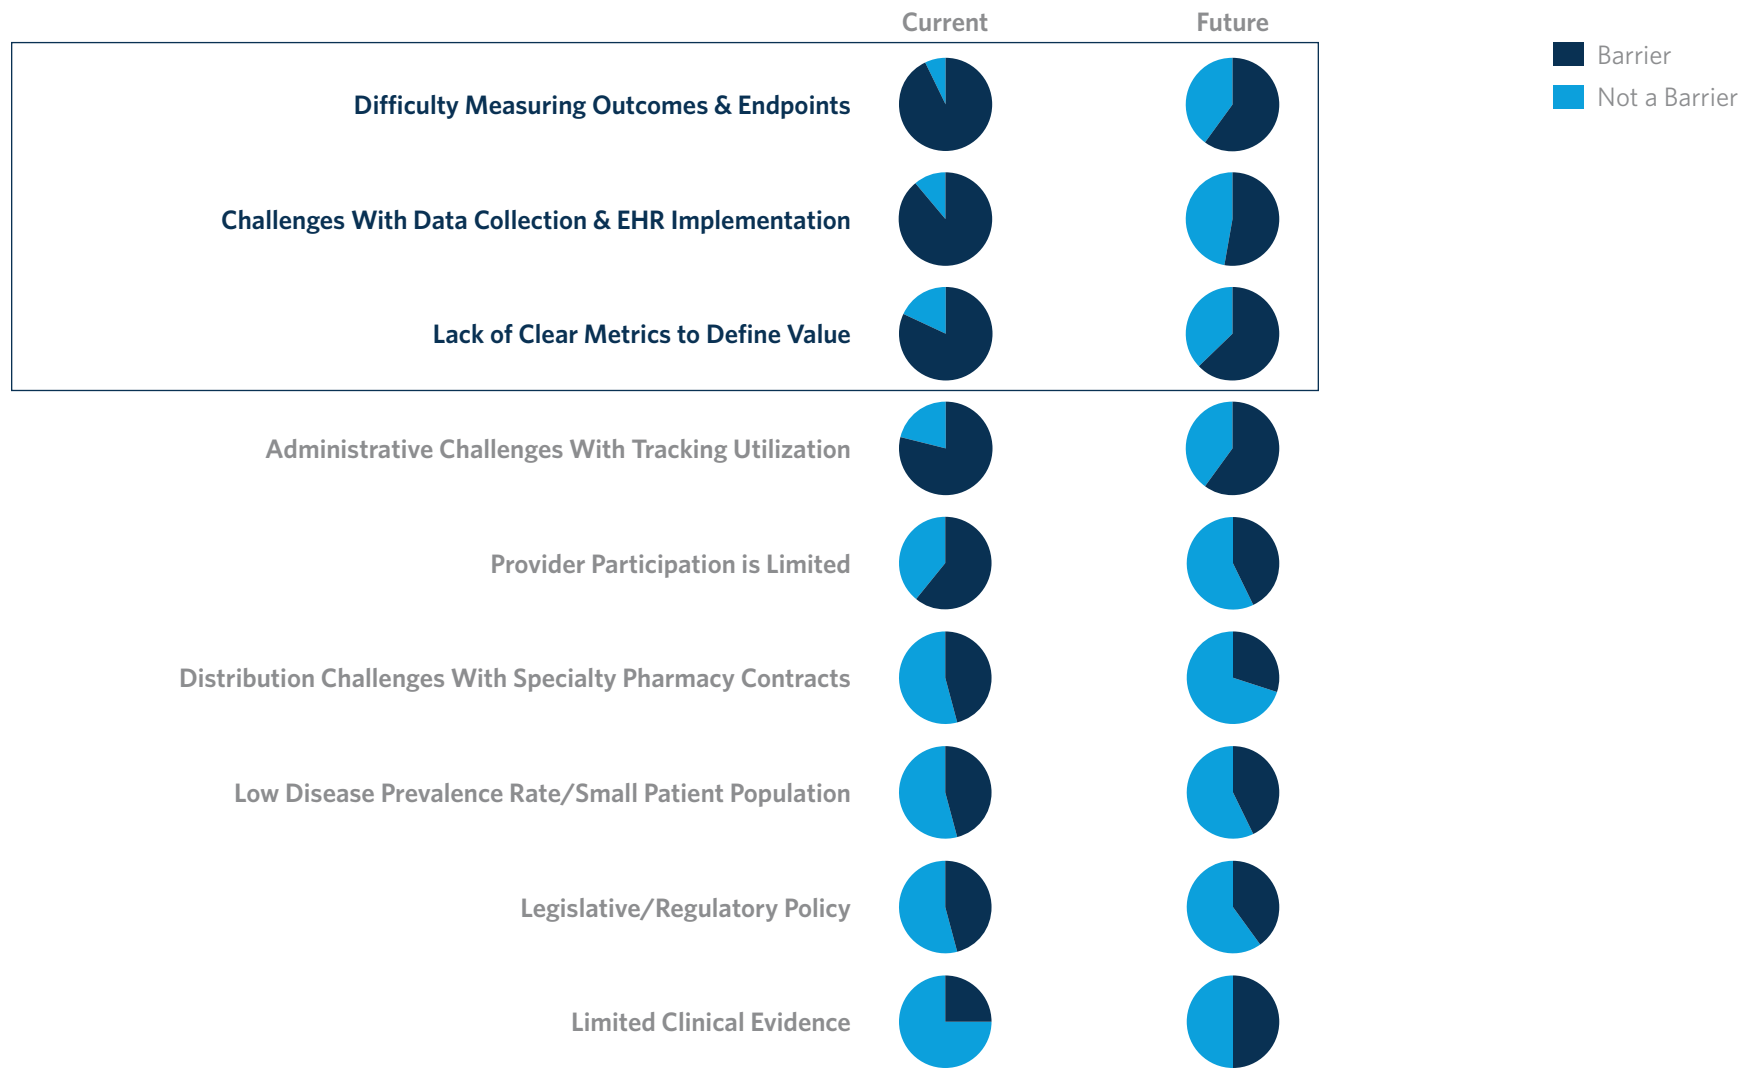 Current
Future
Barrier
Not a Barrier
Difficulty Measuring Outcomes & Endpoints
Challenges With Data Collection & EHR Implementation
Lack of Clear Metrics to Define Value
Administrative Challenges With Tracking Utilization
Provider Participation is Limited
Distribution Challenges With Specialty Pharmacy Contracts
Low Disease Prevalence Rate/Small Patient Population
Legislative/Regulatory Policy
Limited Clinical Evidence